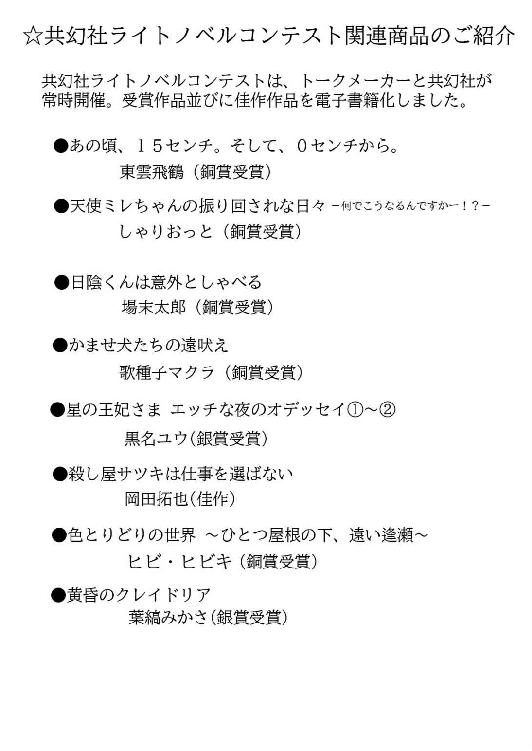 ☆共幻社ライトノベルコンテスト関連商品のご紹介
共幻社ライトノベルコンテストは、トークメーカーと共幻社が
常時開催。受賞作品並びに佳作作品を電子書籍化しました。
●あの頃、１５センチ。そして、０センチから。
東雲飛鶴（銅賞受賞）
●天使ミレちゃんの振り回されな日々 －何でこうなるんですかー！？－
しゃりおっと（銅賞受賞）
●日陰くんは意外としゃべる
場末太郎（銅賞受賞）
●かませ犬たちの遠吠え
歌種子マクラ（銅賞受賞）
●星の王妃さま エッチな夜のオデッセイ①～②
黒名ユウ(銀賞受賞)
●殺し屋サツキは仕事を選ばない
岡田拓也(佳作)
●色とりどりの世界 ～ひとつ屋根の下、遠い逢瀬～
ヒビ・ヒビキ（銅賞受賞)
●黄昏のクレイドリア
葉縞みかさ(銀賞受賞)